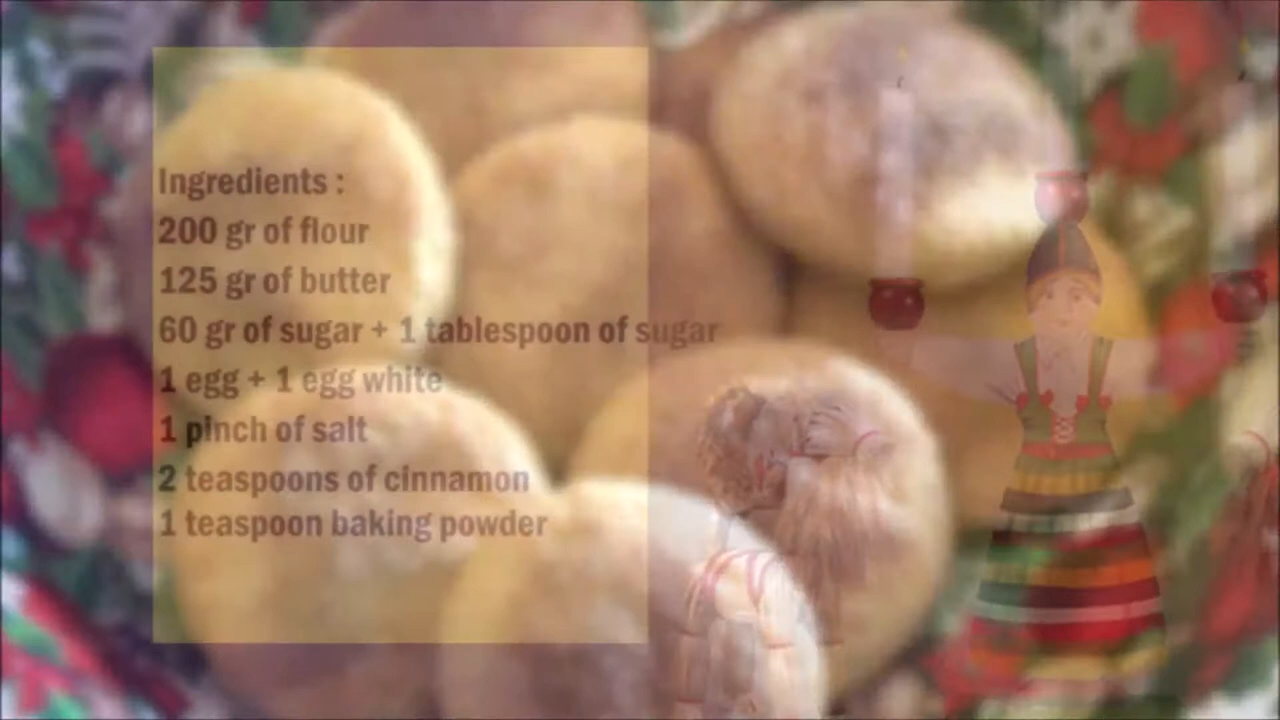 Ingredients :
200 gr of flour
125 gr of butter
60 gr of sugar + 1 tablespoon of sugar
1 egg + 1 egg white
1 pinch of salt
2 teaspoons of cinnamon
1 teaspoon baking powder